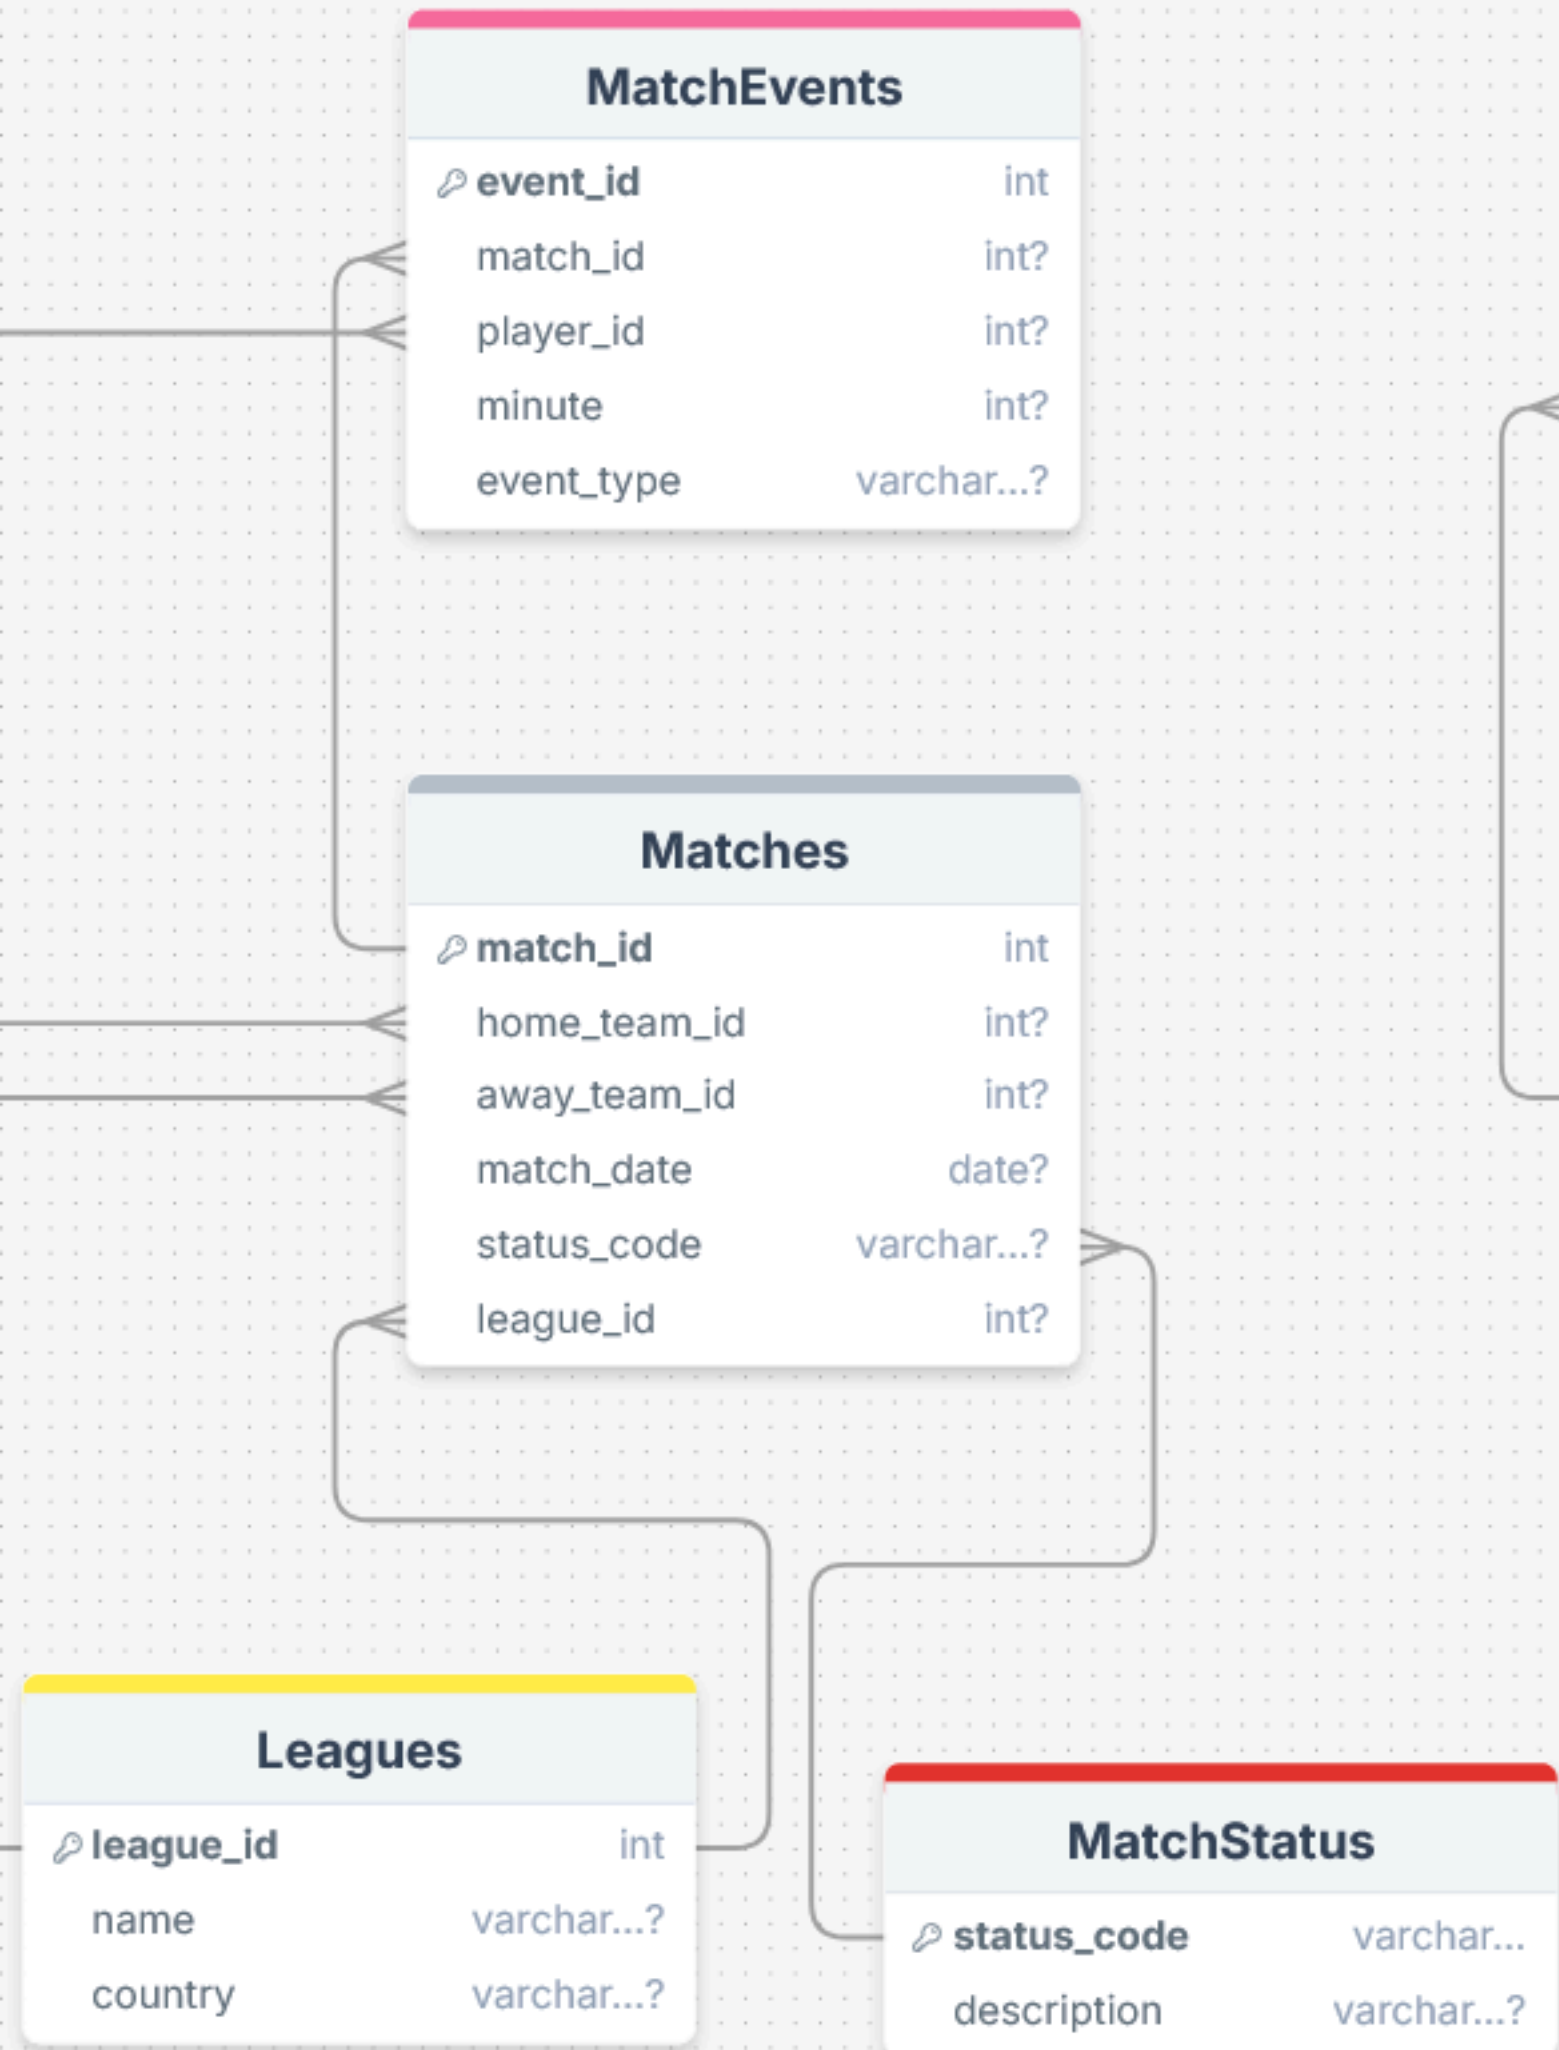 MatchEvents
event_id int
match_id int?
player_id int?
minute int?
event_type varchar...?
Matches
match_id int
home_team_id int?
away_team_id int?
match_date date?
status_code varchar...?
league_id int?
Leagues
league_id int
name varchar...?
country varchar...?
MatchStatus
status_code varchar...
description varchar...?